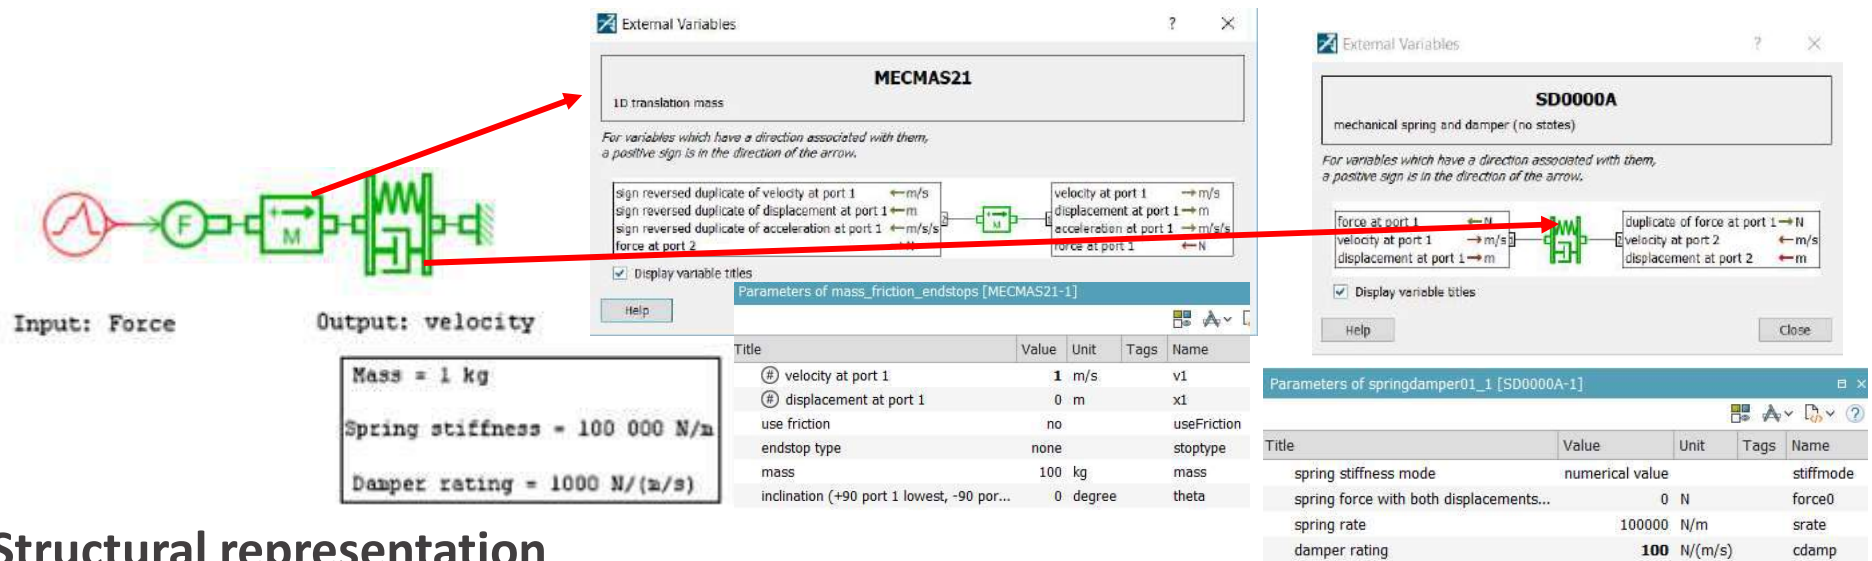 External Variables ? ×
MECMAS21
1D translation mass
For variables which have a direction associated with them,
a positive sign is in the direction of the arrow.
sign reversed duplicate of velocity at port 1 ←m/s
sign reversed duplicate of displacement at port 1 ←m
sign reversed duplicate of acceleration at port 1 ←m/s/s
force at port 2
2
M
1
velocity at port 1 →m/s
displacement at port 1 →m
acceleration at port 1 →m/s/s
force at port 1 ←N
Display variable titles
Help
External Variables ? ×
SD0000A
mechanical spring and damper (no states)
For variables which have a direction associated with them,
a positive sign is in the direction of the arrow.
force at port 1 ←N
velocity at port 1 →m/s
displacement at port 1 →m
1
2
duplicate of force at port 1 →N
velocity at port 2 ←m/s
displacement at port 2 ←m
Display variable titles
Help
Close
F
M
Input: Force
Output: velocity
Mass = 1 kg
Spring stiffness = 100 000 N/m
Damper rating = 1000 N/(m/s)
Parameters of mass_friction_endstops [MECMAS21-1]
Title Value Unit Tags Name
velocity at port 1 1 m/s v1
displacement at port 1 0 m x1
use friction no useFriction
endstop type none stoptype
mass 100 kg mass
inclination (+90 port 1 lowest, -90 por... 0 degree theta
Parameters of springdamper01_1 [SD0000A-1]
Title Value Unit Tags Name
spring stiffness mode numerical value stiffmode
spring force with both displacements... 0 N force0
spring rate 100000 N/m srate
damper rating 100 N/(m/s) cdamp
Structural representation